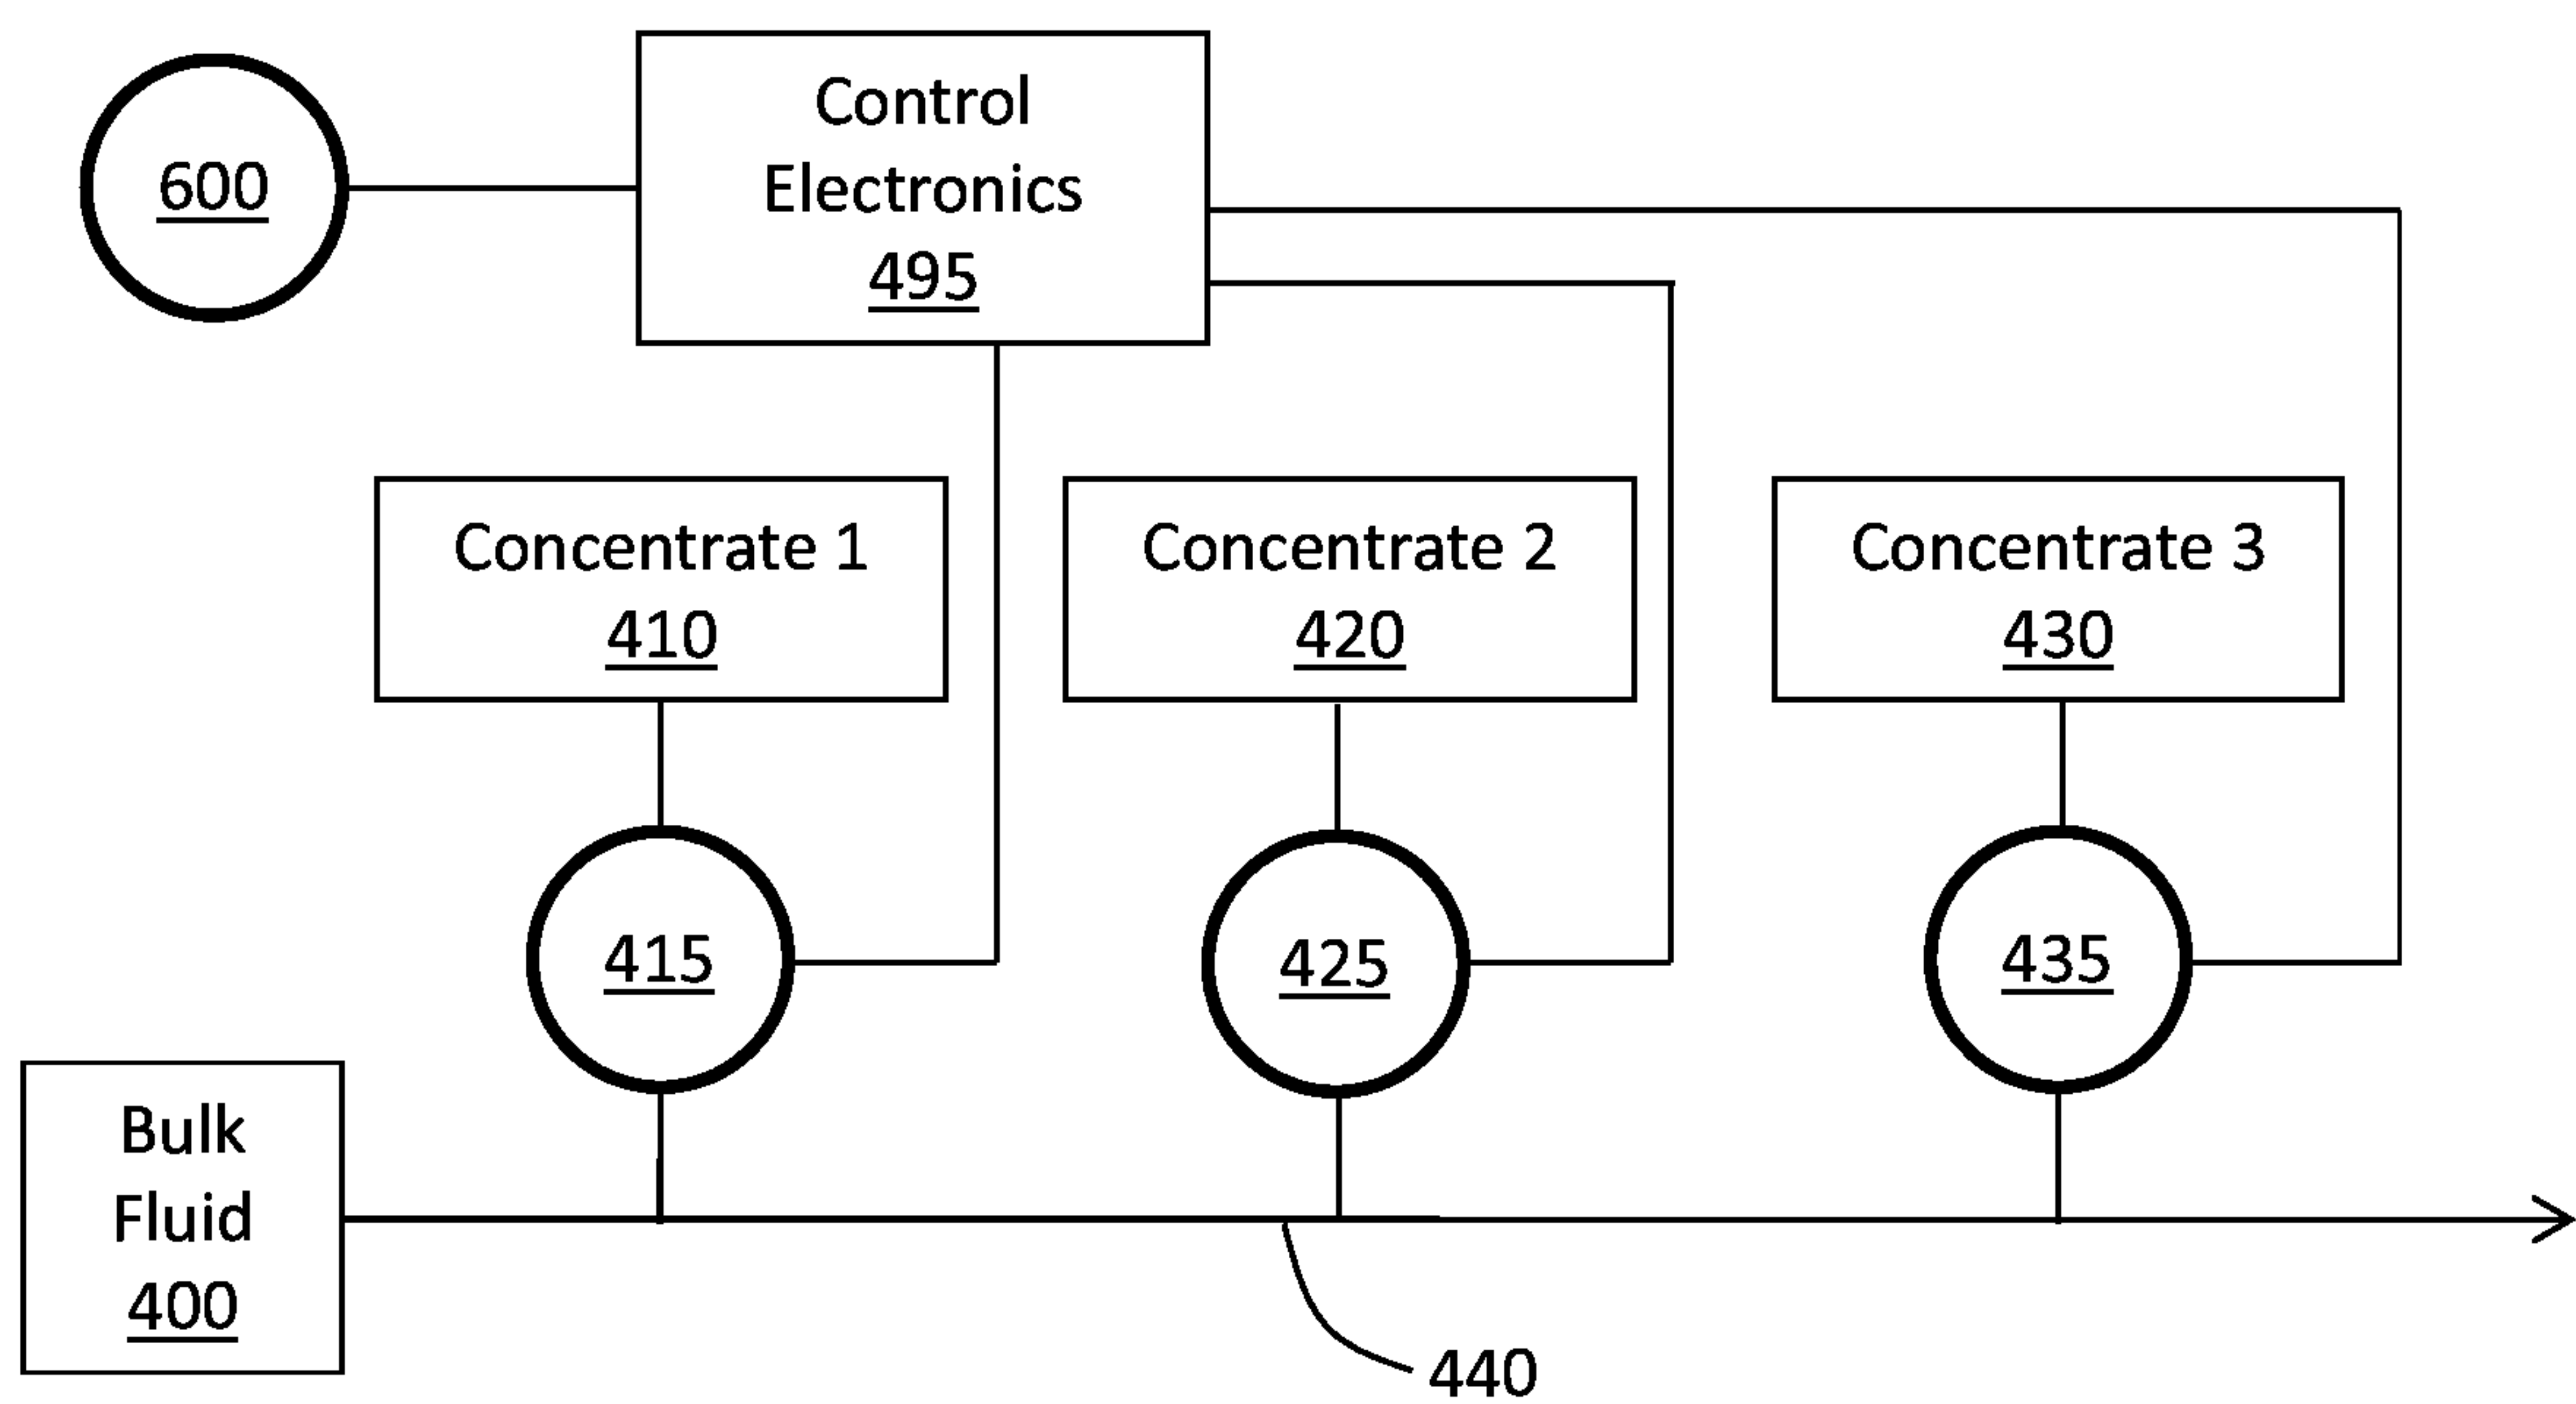 600
Control
Electronics
495
Concentrate 1
410
Concentrate 2
420
Concentrate 3
430
415
425
435
Bulk
Fluid
400
440